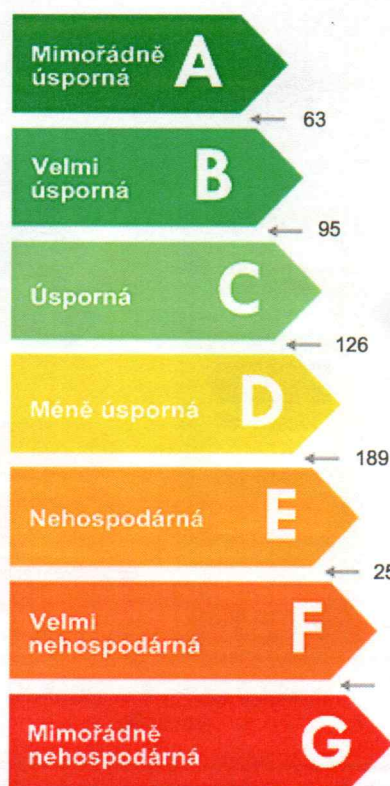 Mimořádně
úsporná
A
63
Velmi
úsporná
B
95
Úsporná
C
126
Méně úsporná
D
189
Nehospodárná
E
Velmi
nehospodárná
F
Mimořádně
nehospodárná
G